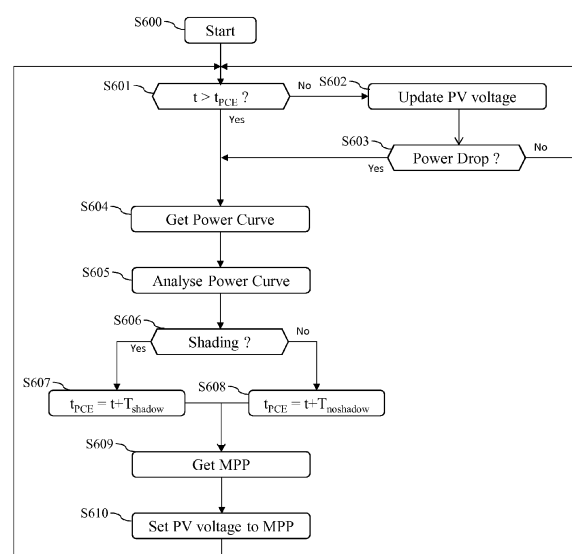 S600
Start
S601
t > tPCE ?
No
S602
Update PV voltage
Yes
S603
Power Drop ?
No
Yes
S604
Get Power Curve
S605
Analyse Power Curve
S606
Shading ?
Yes
No
S607
tPCE = t+Tshadow
S608
tPCE = t+Tnoshadow
S609
Get MPP
S610
Set PV voltage to MPP